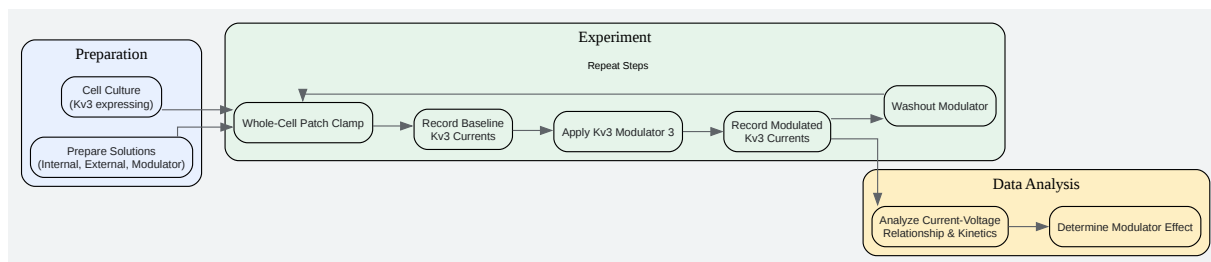 Preparation
Cell Culture
(Kv3 expressing)
Prepare Solutions
(Internal, External, Modulator)
Experiment
Repeat Steps
Whole-Cell Patch Clamp
Record Baseline
Kv3 Currents
Apply Kv3 Modulator 3
Record Modulated
Kv3 Currents
Washout Modulator
Data Analysis
Analyze Current-Voltage
Relationship & Kinetics
Determine Modulator Effect